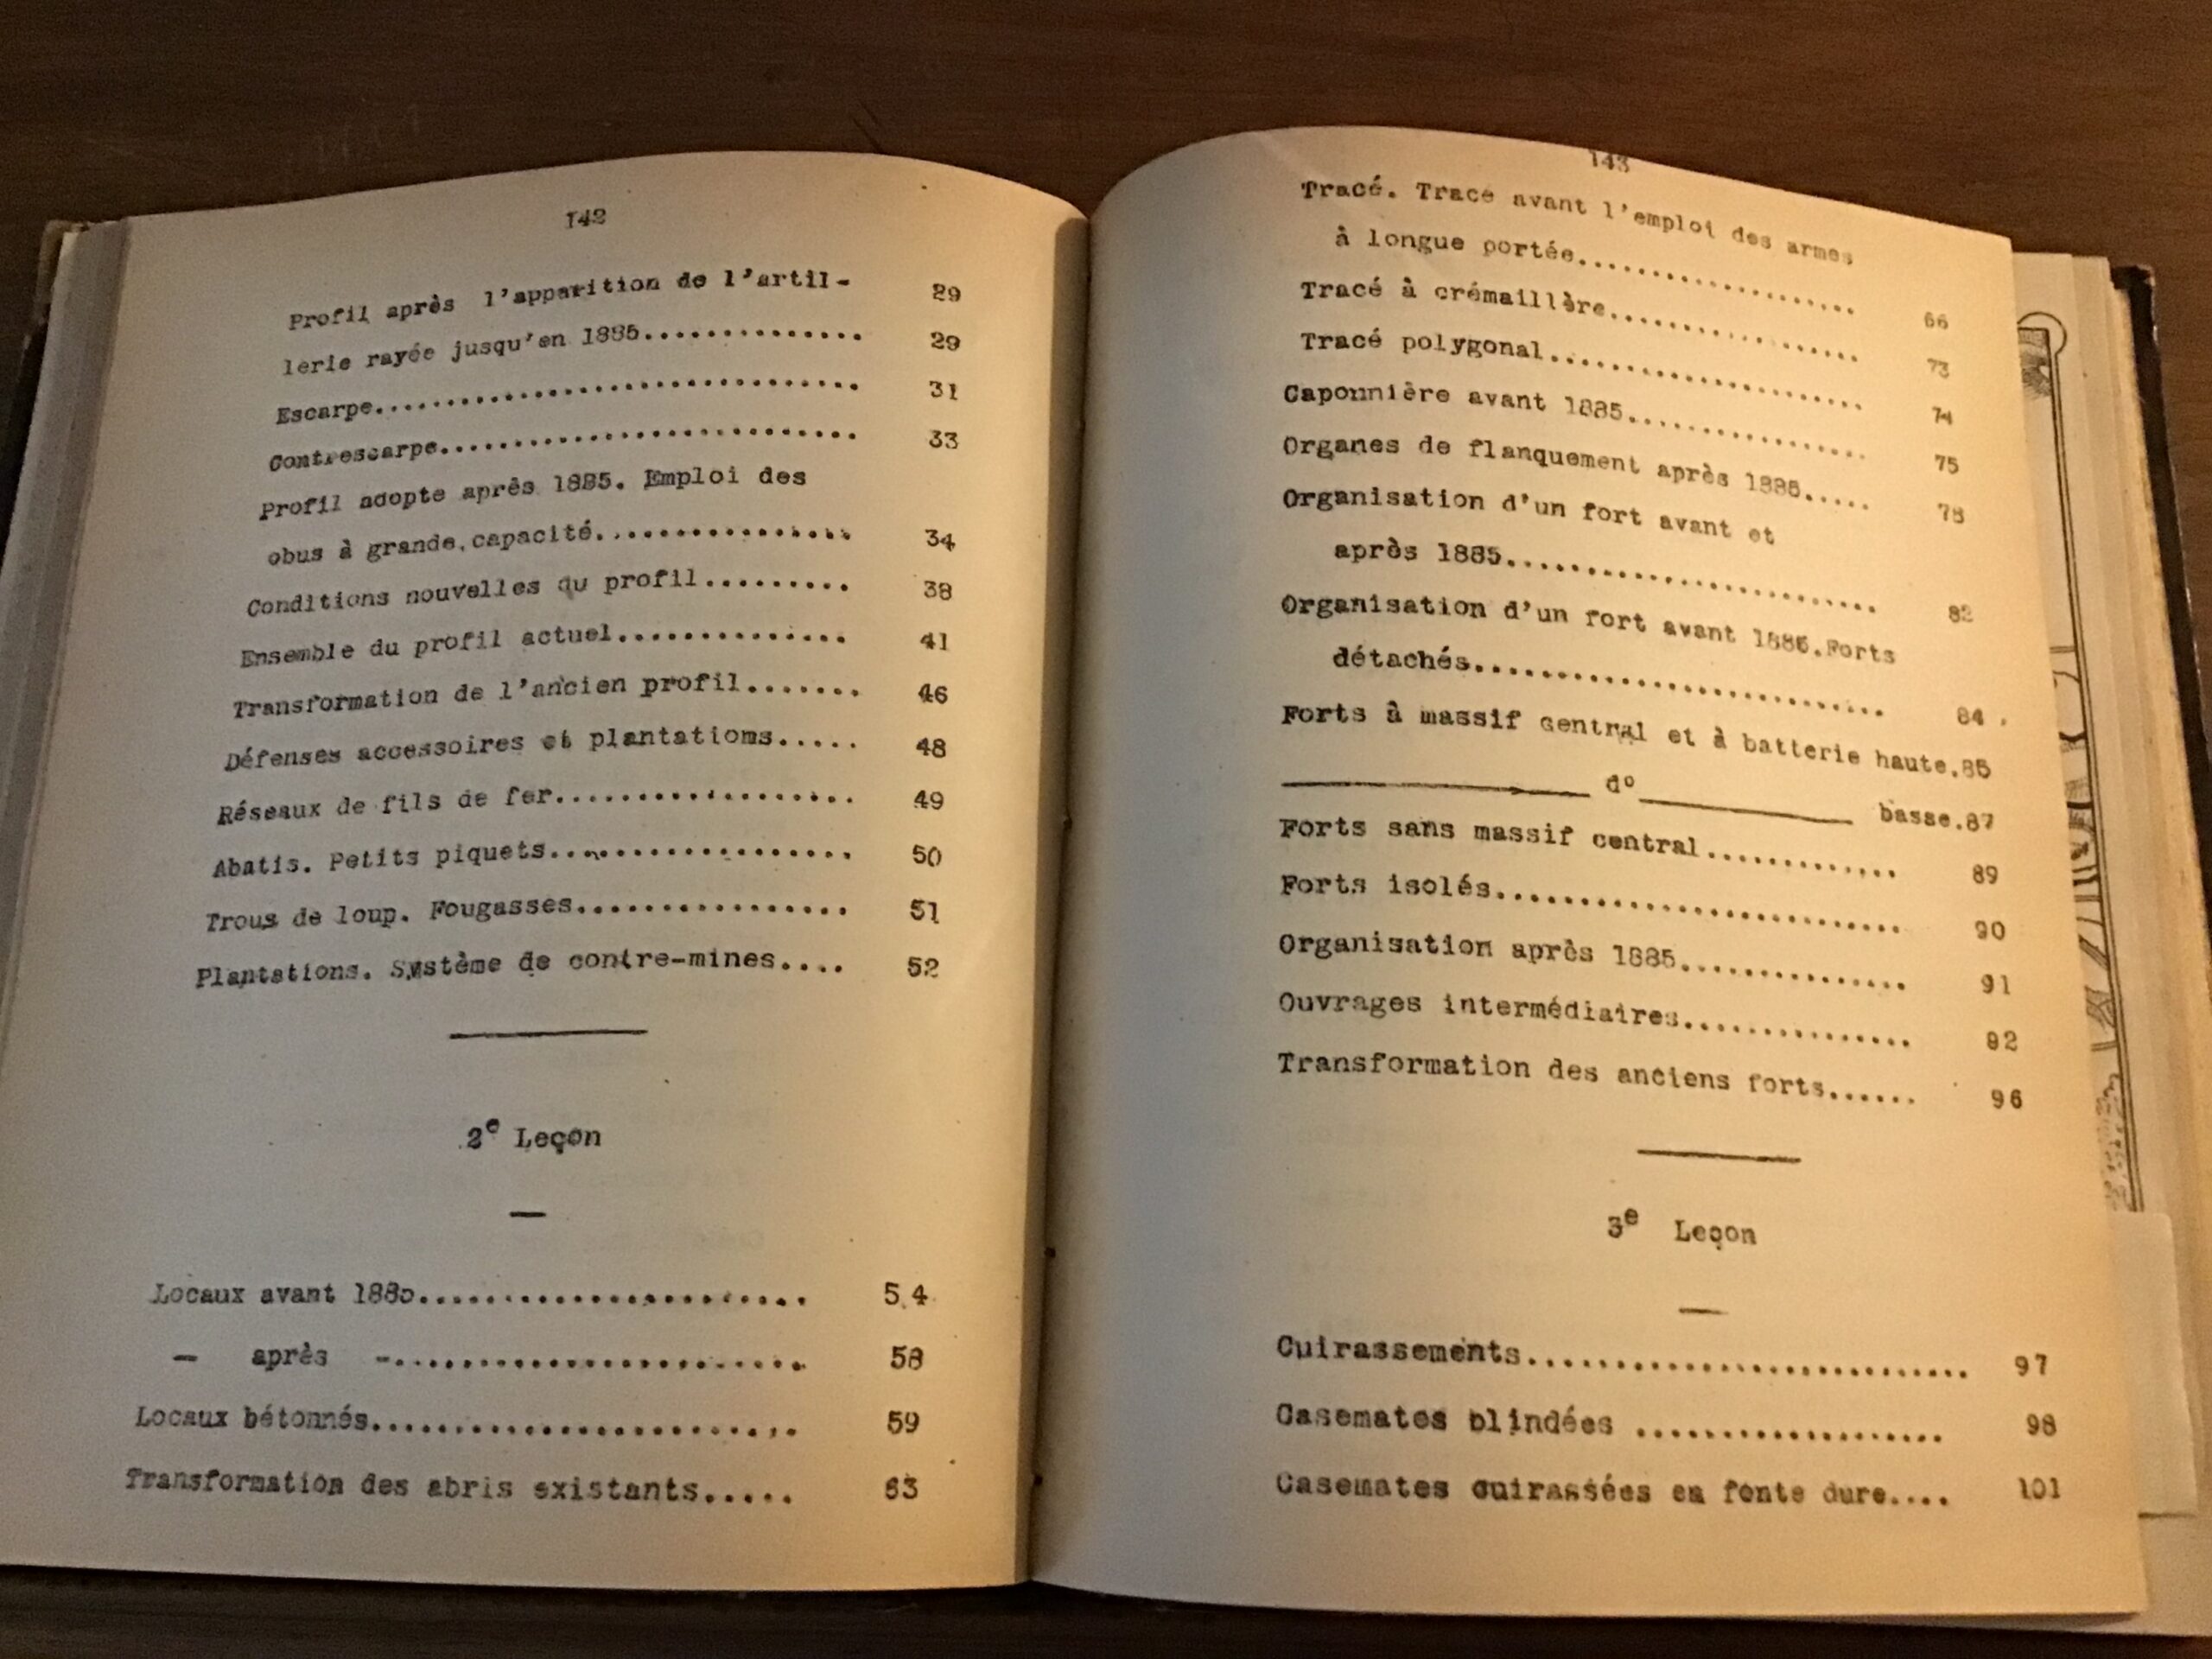 142
Profil après l'apparition de l'artil- 29
lerie rayée jusqu'en 1885.............. 29
Escarpe................................ 31
Contrescarpe........................... 33
Profil adopte après 1885. Emploi des
obus à grande capacité................ 34
Conditions nouvelles du profil......... 38
Ensemble du profil actuel.............. 41
Transformation de l'ancien profil....... 46
Défenses accessoires et plantations..... 48
Réseaux de fils de fer.................. 49
Abatis. Petits piquets.................. 50
Trous de loup. Fougasses................ 51
Plantations. Système de contre-mines.... 52
2e Leçon
Locaux avant 1885........................ 54
— après -......................... 58
Locaux bétonnés.......................... 59
Transformation des abris existants..... 63
143
Tracé. Trace avant l'emploi des armes
à longue portée................... 66
Tracé à crémaillère................. 73
Tracé polygonal..................... 74
Caponnière avant 1885................ 75
Organes de flanquement après 1885..... 78
Organisation d'un fort avant et
après 1885......................... 82
Organisation d'un fort avant 1885.Forts
détachés........................... 84
Forts à massif central et à batterie haute.85
do basse.87
Forts sans massif central............. 89
Forts isolés.......................... 90
Organisation après 1885............... 91
Ouvrages intermédiaires............... 92
Transformation des anciens forts...... 96
3e Leçon
Cuirassements........................... 97
Casemates blindées ................... 98
Casemates cuirassées en fonte dure.... 101